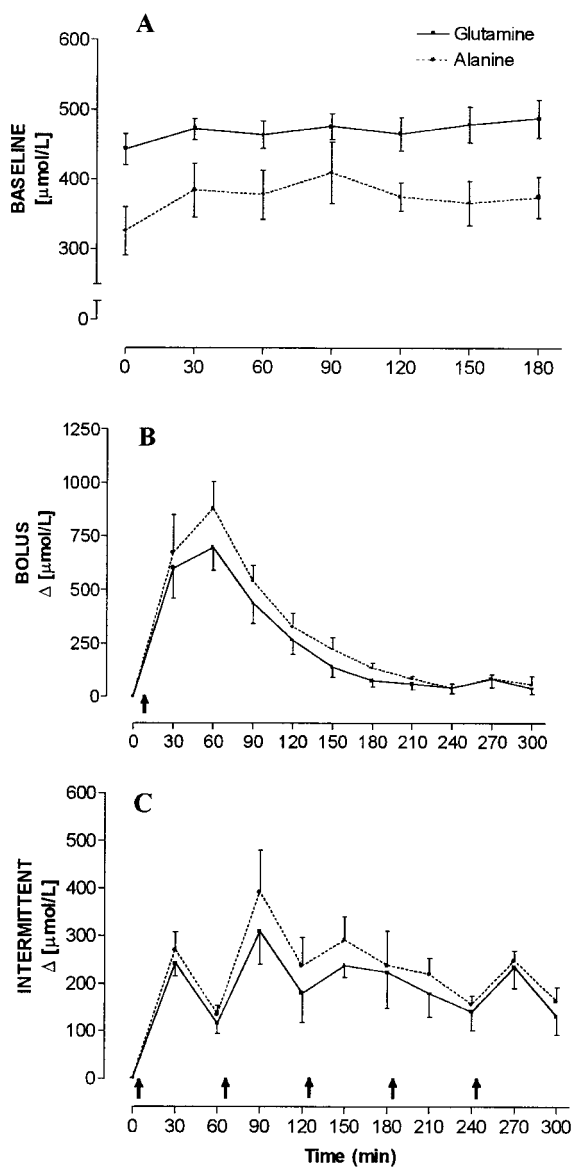 A
Glutamine
Alanine
BASELINE
[μmol/L]
600
500
400
300
0
0 30 60 90 120 150 180
B
BOLUS
Δ [μmol/L]
1250
1000
750
500
250
0
0 30 60 90 120 150 180 210 240 270 300
C
INTERMITTENT
Δ [μmol/L]
600
500
400
300
200
100
0
0 30 60 90 120 150 180 210 240 270 300
Time (min)